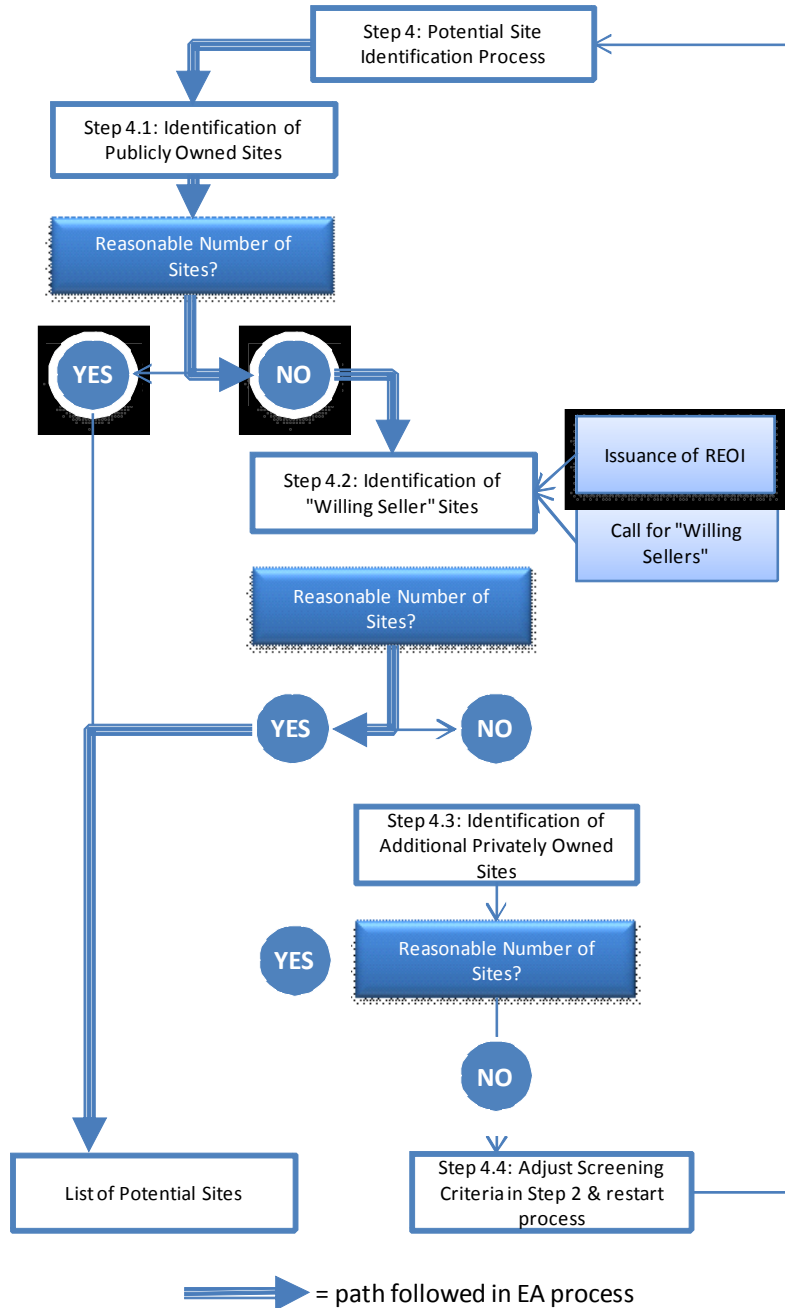 Step 4: Potential Site
Identification Process
Step 4.1: Identification of
Publicly Owned Sites
Reasonable Number of
Sites?
YES
NO
Step 4.2: Identification of
"Willing Seller" Sites
Issuance of REOI
Call for "Willing
Sellers"
Reasonable Number of
Sites?
YES
NO
Step 4.3: Identification of
Additional Privately Owned
Sites
YES
Reasonable Number of
Sites?
NO
List of Potential Sites
Step 4.4: Adjust Screening
Criteria in Step 2 & restart
process
= path followed in EA process